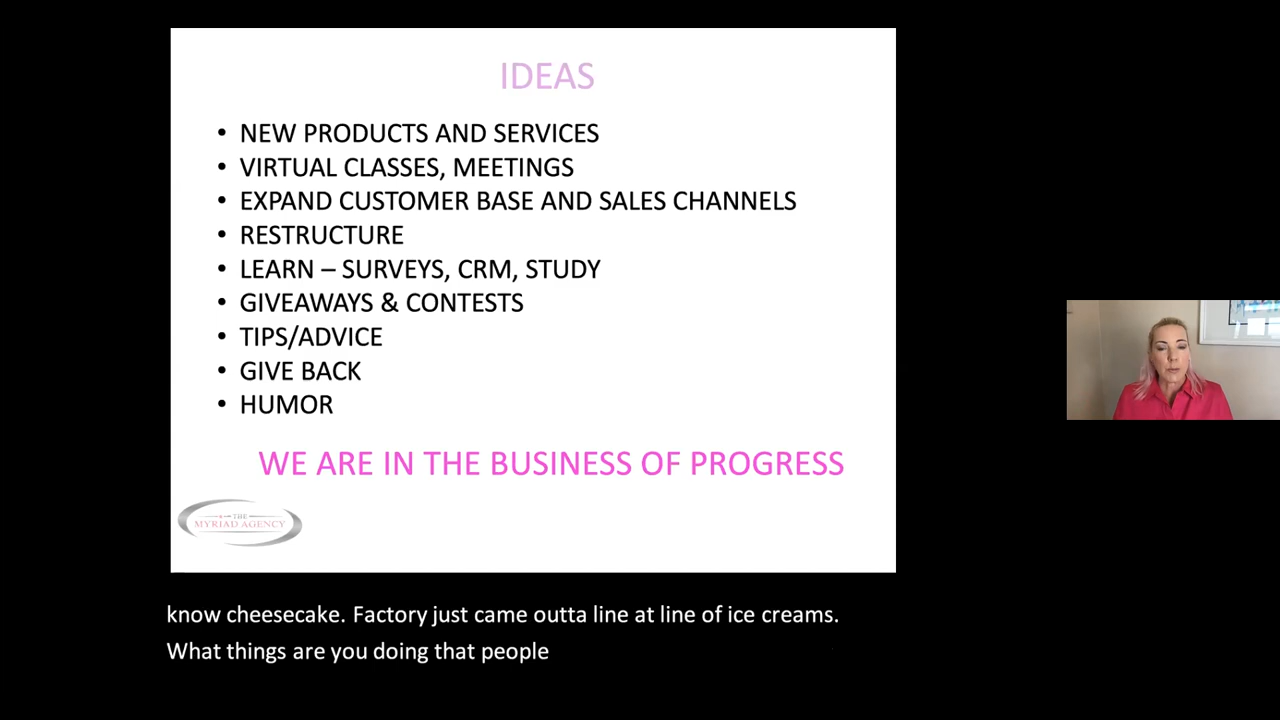 IDEAS
• NEW PRODUCTS AND SERVICES
• VIRTUAL CLASSES, MEETINGS
• EXPAND CUSTOMER BASE AND SALES CHANNELS
• RESTRUCTURE
• LEARN – SURVEYS, CRM, STUDY
• GIVEAWAYS & CONTESTS
• TIPS/ADVICE
• GIVE BACK
• HUMOR
WE ARE IN THE BUSINESS OF PROGRESS
THE
MYRIAD AGENCY
know cheesecake. Factory just came outta line at line of ice creams.
What things are you doing that people